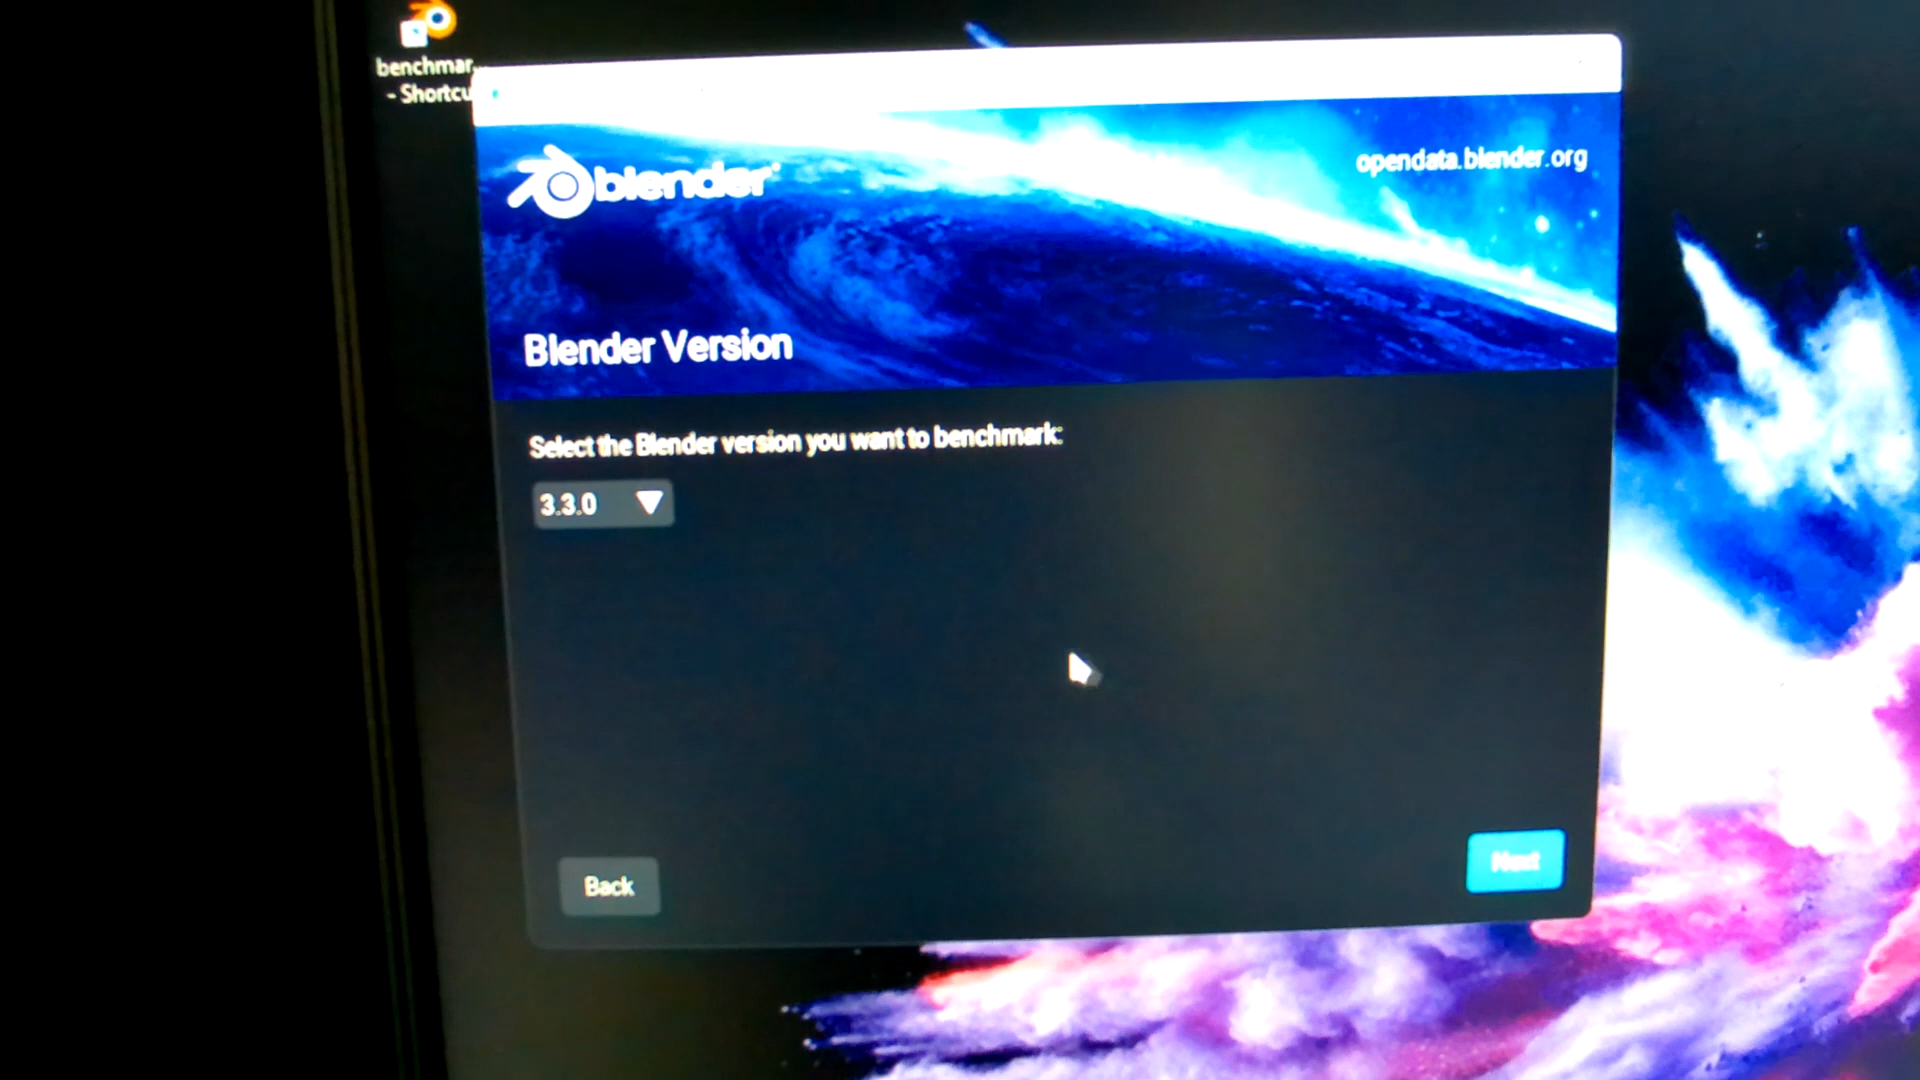 benchmar...
- Shortcu
blender
opendata.blender.org
Blender Version
Select the Blender version you want to benchmark:
3.3.0
Back
Next